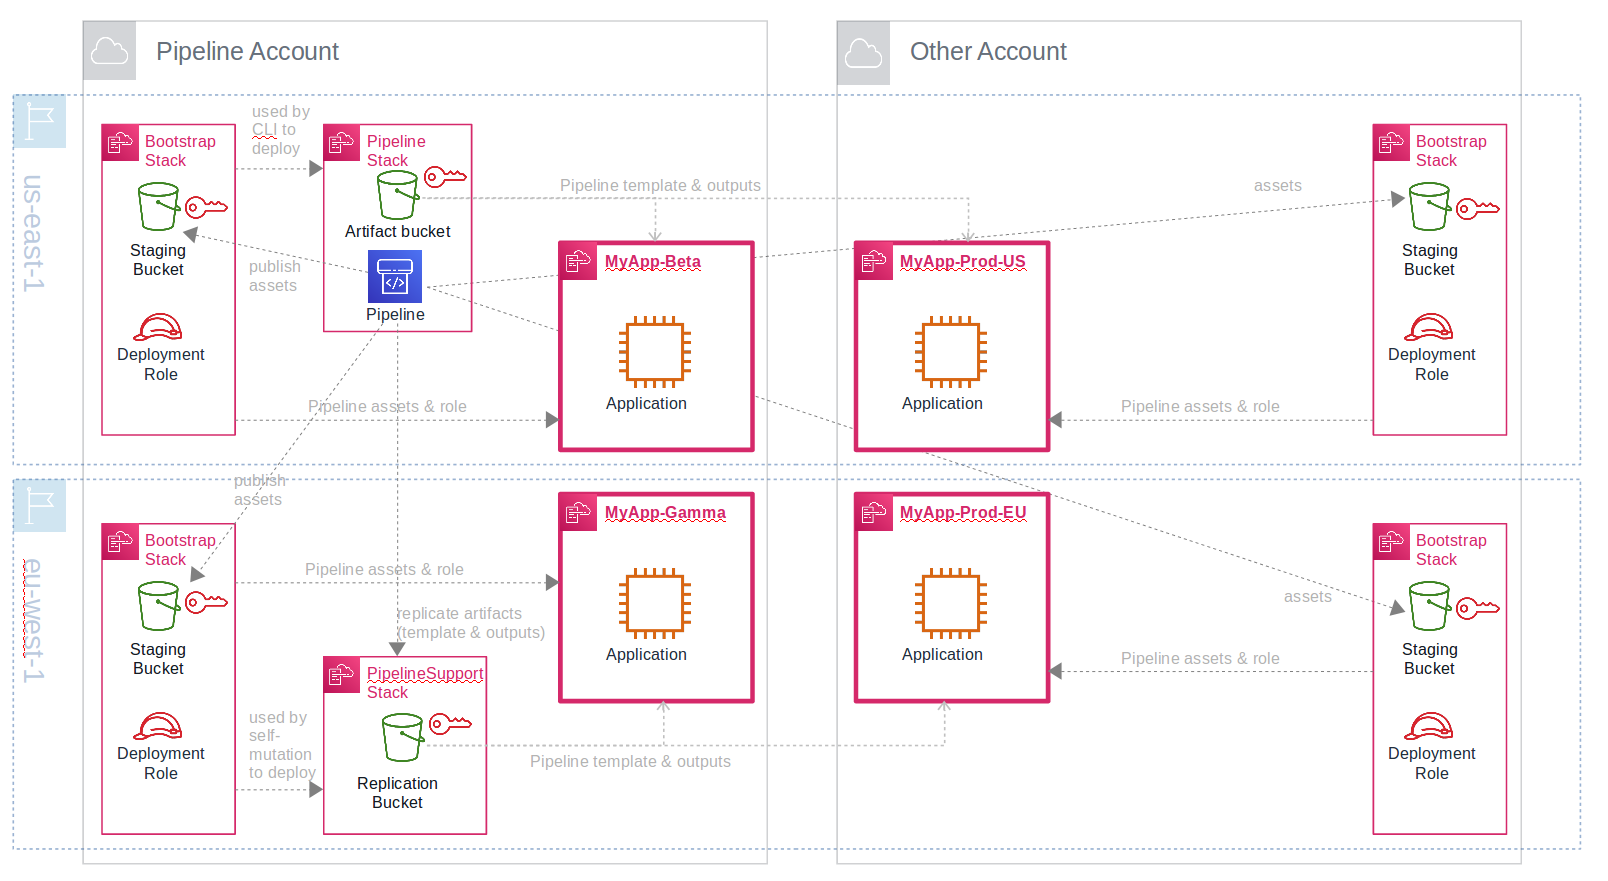 Pipeline Account
Other Account
us-east-1
used by
CLI to
deploy
Bootstrap
Stack
Pipeline
Stack
Bootstrap
Stack
Pipeline template & outputs
assets
Artifact bucket
Staging
Bucket
publish
assets
Pipeline
MyApp-Beta
MyApp-Prod-US
Staging
Bucket
Deployment
Role
Application
Application
Deployment
Role
Pipeline assets & role
Pipeline assets & role
eu-west-1
publish
assets
Bootstrap
Stack
MyApp-Gamma
MyApp-Prod-EU
Bootstrap
Stack
Pipeline assets & role
assets
replicate artifacts
(template & outputs)
Staging
Bucket
Application
Application
Pipeline assets & role
Staging
Bucket
PipelineSupport
Stack
used by
self-
mutation
to deploy
Deployment
Role
Pipeline template & outputs
Replication
Bucket
Deployment
Role